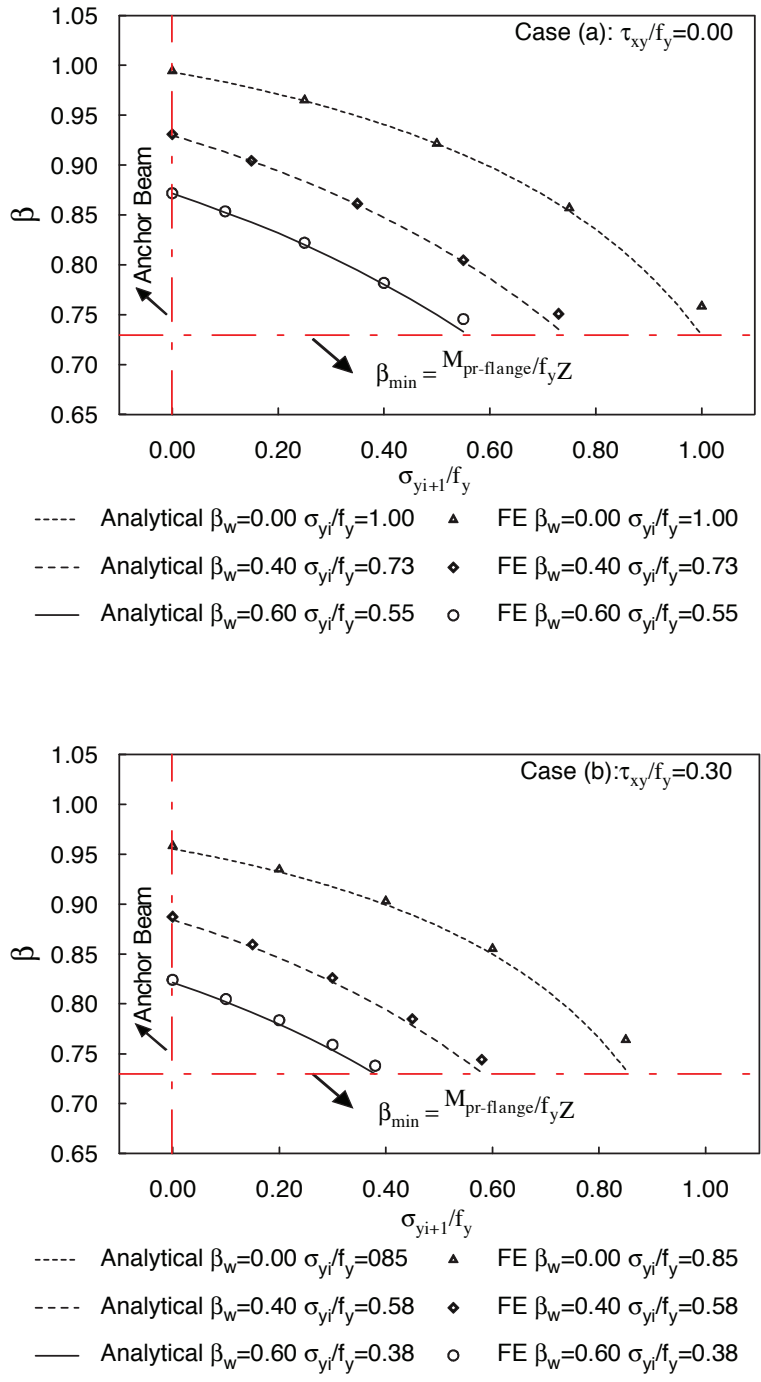 1.05
Case (a): τxy/fy=0.00
1.00
0.95
0.90
0.85
β
Anchor Beam
0.80
0.75
0.70
βmin = Mpr-flange/fyZ
0.65
0.00 0.20 0.40 0.60 0.80 1.00
σyi+1/fy
Analytical βw=0.00 σyi/fy=1.00 FE βw=0.00 σyi/fy=1.00
Analytical βw=0.40 σyi/fy=0.73 FE βw=0.40 σyi/fy=0.73
Analytical βw=0.60 σyi/fy=0.55 FE βw=0.60 σyi/fy=0.55
1.05
Case (b):τxy/fy=0.30
1.00
0.95
0.90
0.85
β
Anchor Beam
0.80
0.75
0.70
βmin = Mpr-flange/fyZ
0.65
0.00 0.20 0.40 0.60 0.80 1.00
σyi+1/fy
Analytical βw=0.00 σyi/fy=085 FE βw=0.00 σyi/fy=0.85
Analytical βw=0.40 σyi/fy=0.58 FE βw=0.40 σyi/fy=0.58
Analytical βw=0.60 σyi/fy=0.38 FE βw=0.60 σyi/fy=0.38